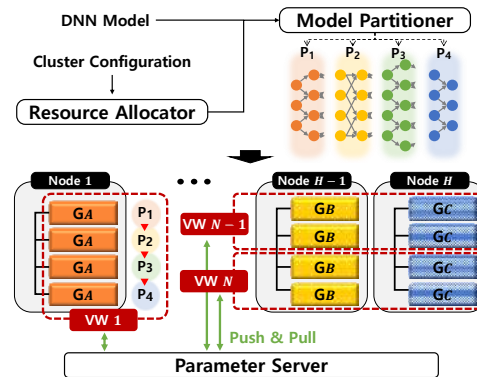 DNN Model
Model Partitioner
Cluster Configuration
P1 P2 P3 P4
Resource Allocator
Node 1
Node H − 1
Node H
GA
GA
GA
GA
P1
P2
P3
P4
VW N − 1
VW N
VW 1
GB
GB
GB
GB
GC
GC
GC
GC
Push & Pull
Parameter Server